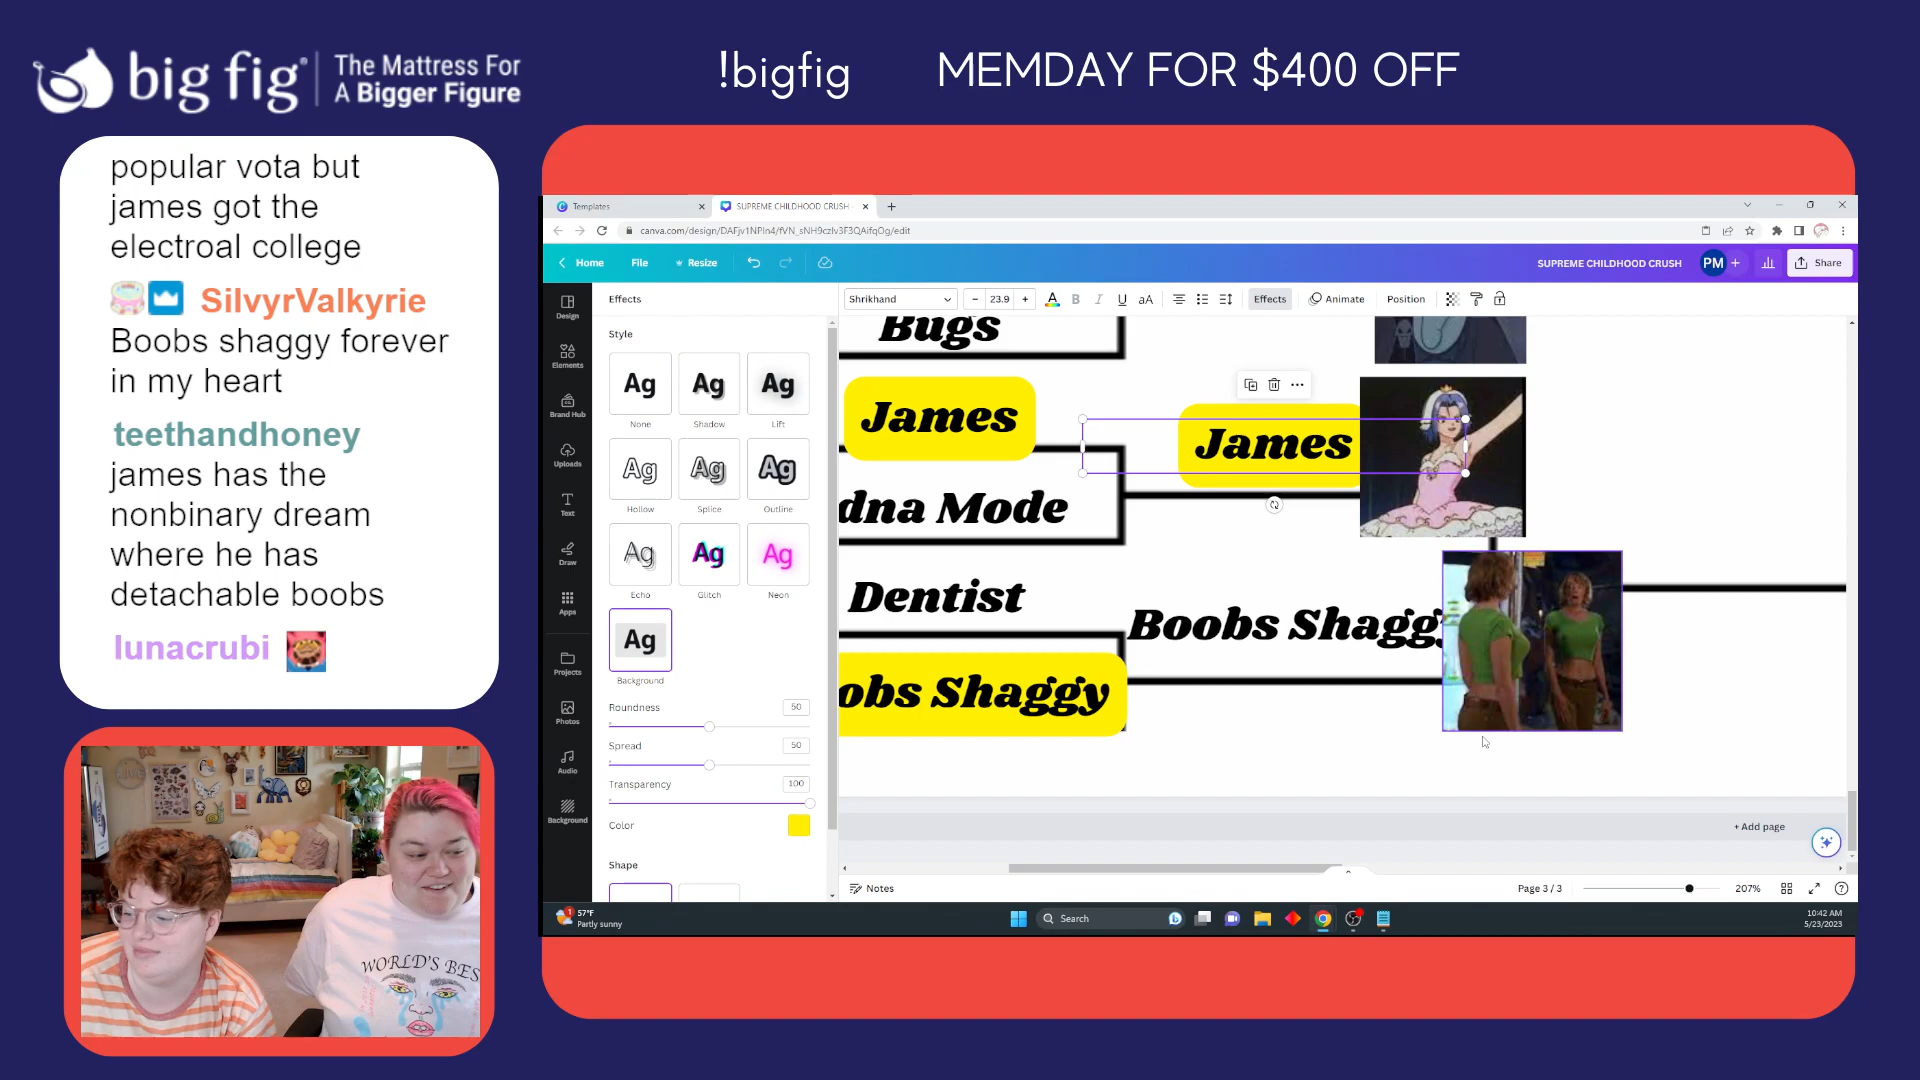 big fig
The Mattress For
A Bigger Figure
!bigfig
MEMDAY FOR $400 OFF
popular vota but
james got the
electroal college
SilvyrValkyrie
Boobs shaggy forever
in my heart
teethandhoney
james has the
nonbinary dream
where he has
detachable boobs
lunacrubi
WORLD'S BES
Templates
SUPREME CHILDHOOD CRUSH
canva.com/design/DAFjv1NPIn4/fVN_sNH9czIv3F3QAifqOg/edit
Home
File
Resize
SUPREME CHILDHOOD CRUSH
PM
Share
Design
Elements
Brand Hub
Uploads
Text
Draw
Apps
Projects
Photos
Audio
Background
Effects
Style
Ag Ag Ag
None Shadow Lift
Ag Ag Ag
Hollow Splice Outline
Ag Ag Ag
Echo Glitch Neon
Ag
Background
Roundness 50
Spread 50
Transparency 100
Color
Shape
Shrikhand
23.9
A B I U aA
Effects
Animate
Position
Bugs
James
James
dna Mode
Dentist
Boobs Shaggy
obs Shaggy
+ Add page
Notes
Page 3 / 3
207%
57°F
Partly sunny
Search
10:42 AM
5/23/2023